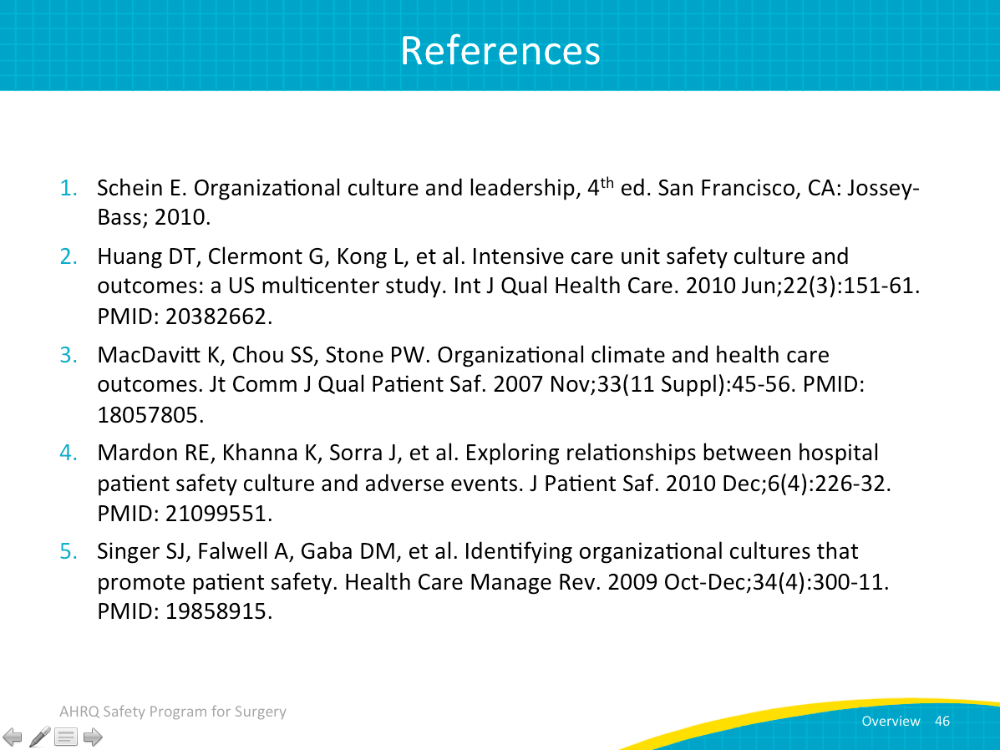 References
1. Schein E. Organizational culture and leadership, 4th ed. San Francisco, CA: Jossey-
Bass; 2010.
2. Huang DT, Clermont G, Kong L, et al. Intensive care unit safety culture and
outcomes: a US multicenter study. Int J Qual Health Care. 2010 Jun;22(3):151-61.
PMID: 20382662.
3. MacDavitt K, Chou SS, Stone PW. Organizational climate and health care
outcomes. Jt Comm J Qual Patient Saf. 2007 Nov;33(11 Suppl):45-56. PMID:
18057805.
4. Mardon RE, Khanna K, Sorra J, et al. Exploring relationships between hospital
patient safety culture and adverse events. J Patient Saf. 2010 Dec;6(4):226-32.
PMID: 21099551.
5. Singer SJ, Falwell A, Gaba DM, et al. Identifying organizational cultures that
promote patient safety. Health Care Manage Rev. 2009 Oct-Dec;34(4):300-11.
PMID: 19858915.
AHRQ Safety Program for Surgery
Overview 46